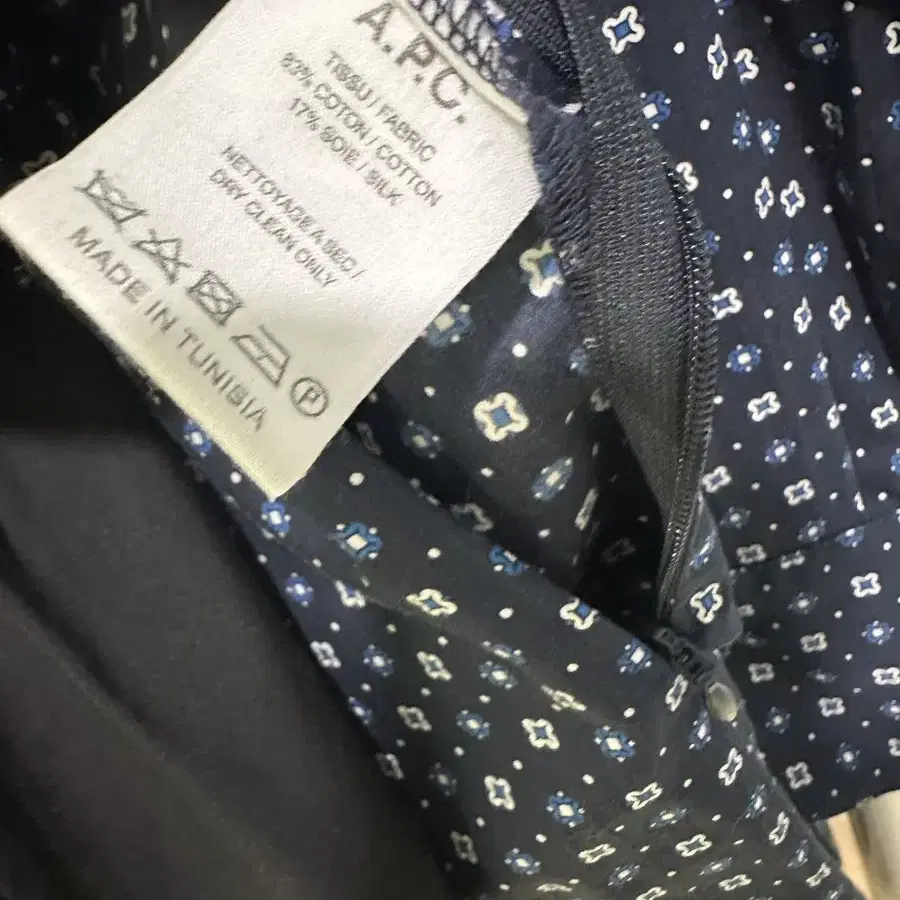 A.P.C.
TISSU / FABRIC
83% COTON / COTTON
17% SOIE / SILK
NETTOYAGE A SEC /
DRY CLEAN ONLY
P
MADE IN TUNISIA